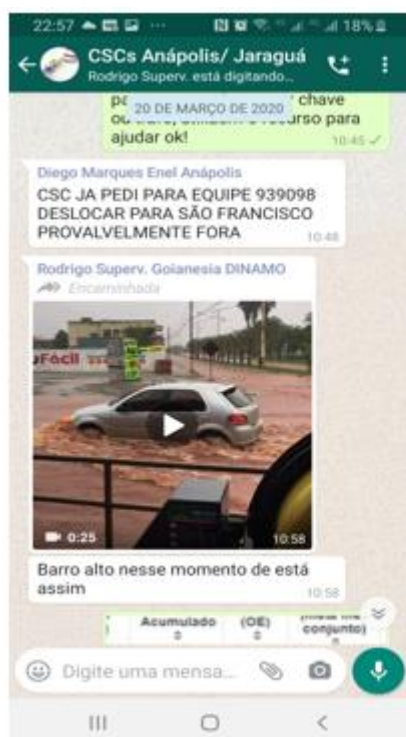 22:57
18%
CSCs Anápolis/ Jaraguá
Rodrigo Superv. está digitando...
20 DE MARÇO DE 2020
chave
ajudar ok!
10:45
Diego Marques Enel Anápolis
CSC JA PEDI PARA EQUIPE 939098
DESLOCAR PARA SÃO FRANCISCO
PROVALVELMENTE FORA
10:48
Rodrigo Superv. Goianesia DINAMO
Encaminhada
Fácil
0:25
10:58
Barro alto nesse momento de está
assim
10:58
Acumulado
(OE)
conjunto)
Digite uma mensa...